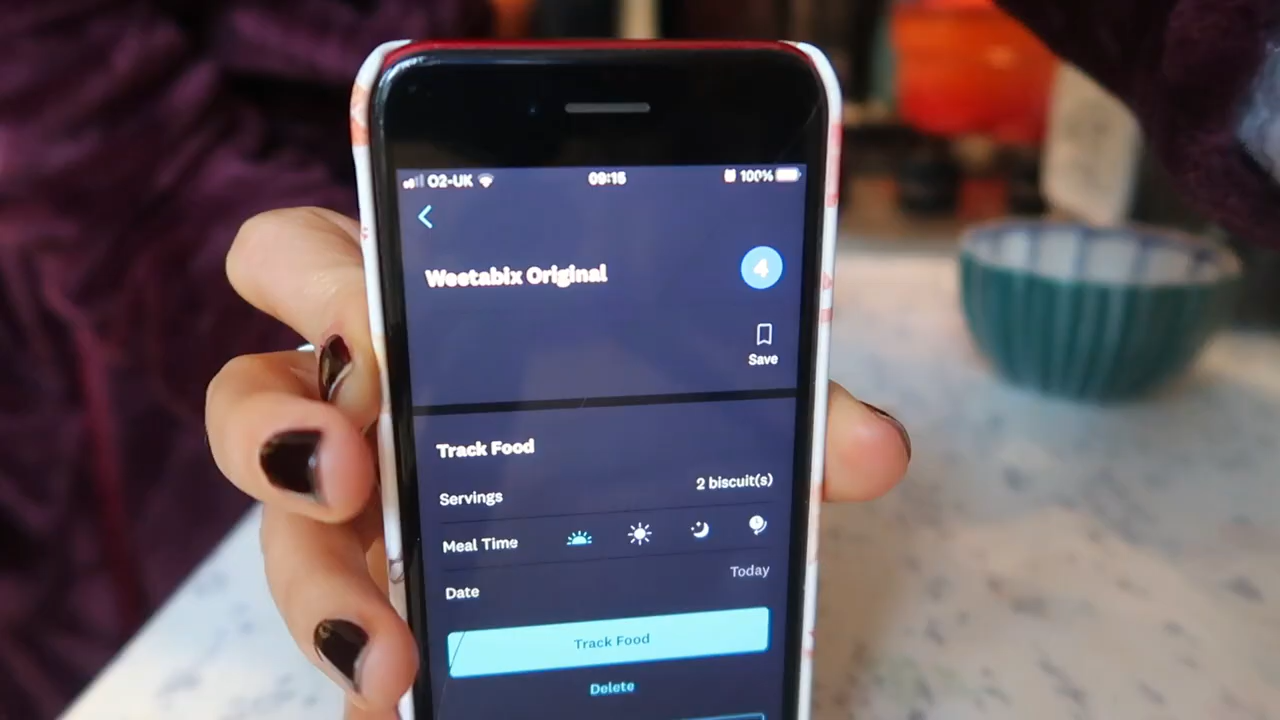 O2-UK 09:15 100%
Weetabix Original 4
Save
Track Food
Servings 2 biscuit(s)
Meal Time
Date Today
Track Food
Delete